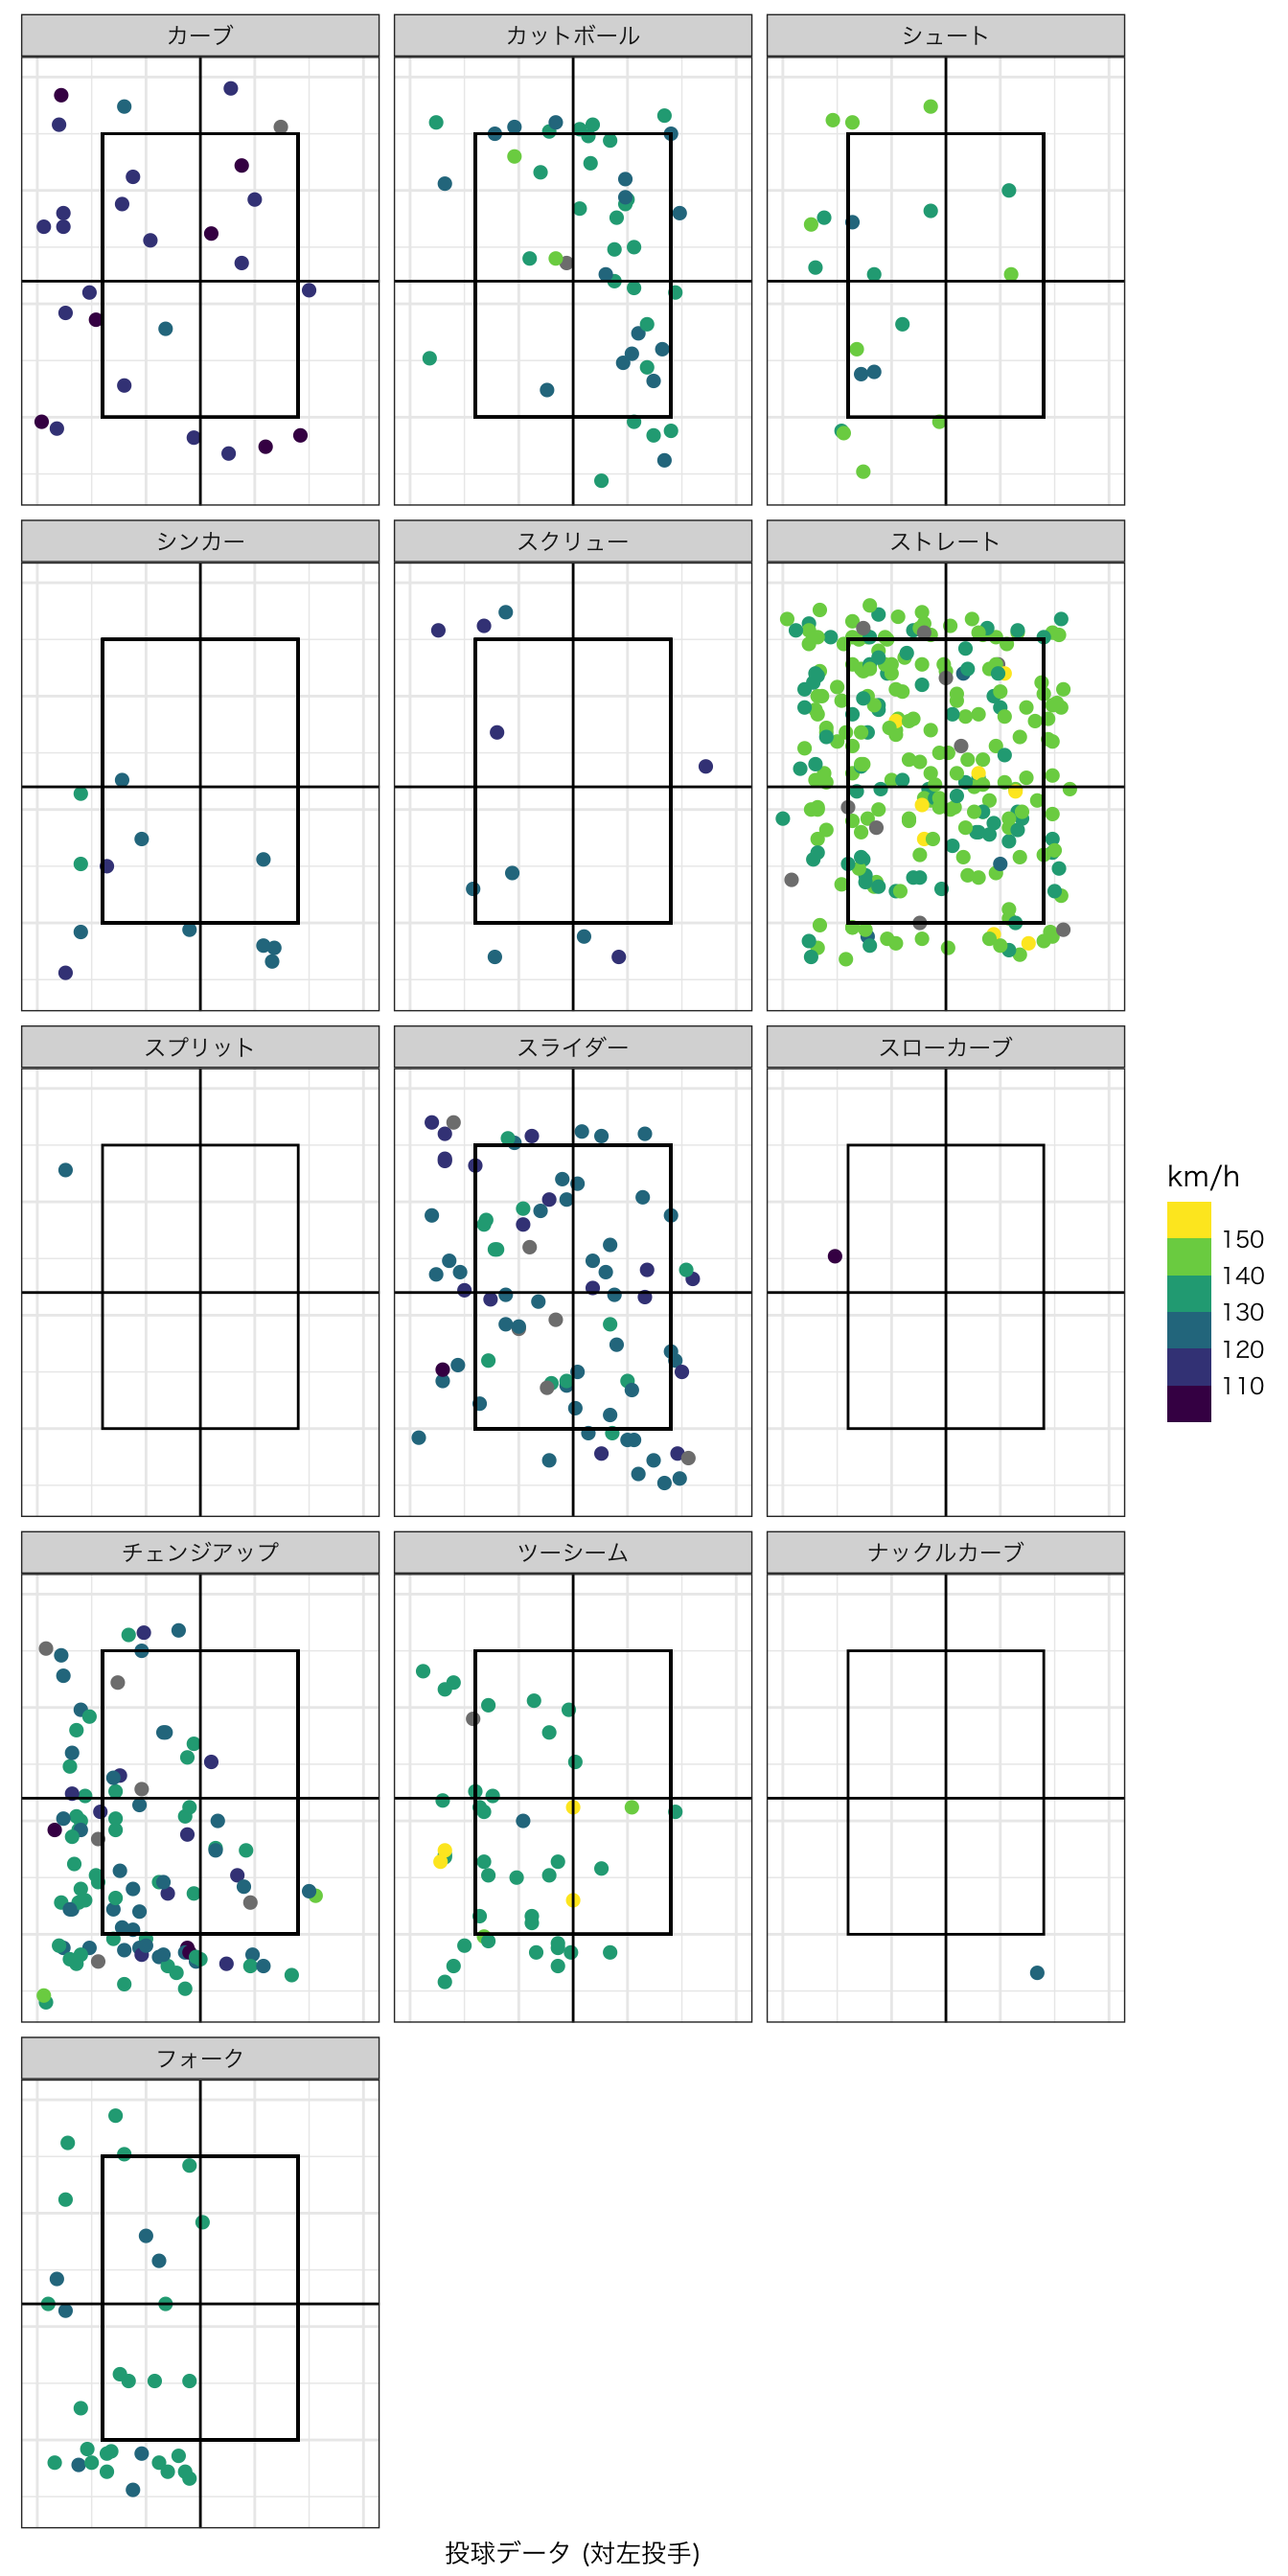 カーブ
カットボール
シュート
シンカー
スクリュー
ストレート
スプリット
スライダー
スローカーブ
km/h
150
140
130
120
110
チェンジアップ
ツーシーム
ナックルカーブ
フォーク
投球データ (対左投手)